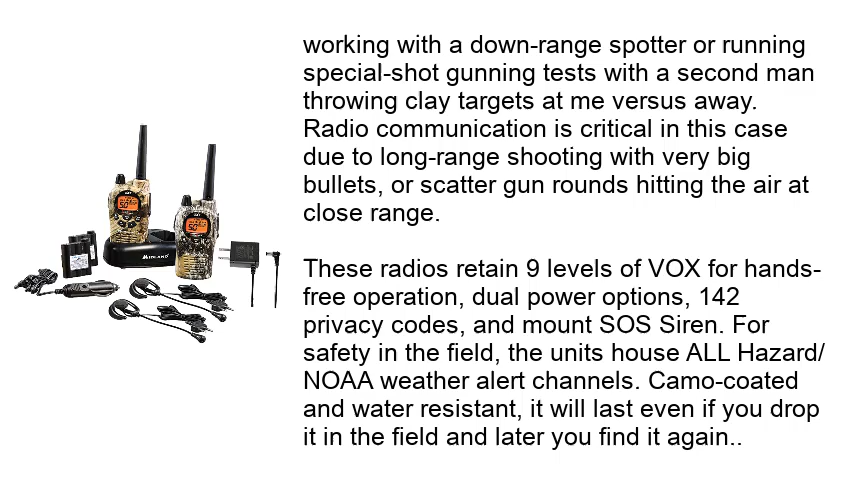 working with a down-range spotter or running
special-shot gunning tests with a second man
throwing clay targets at me versus away.
Radio communication is critical in this case
due to long-range shooting with very big
bullets, or scatter gun rounds hitting the air at
close range.
These radios retain 9 levels of VOX for hands-
free operation, dual power options, 142
privacy codes, and mount SOS Siren. For
safety in the field, the units house ALL Hazard/
NOAA weather alert channels. Camo-coated
and water resistant, it will last even if you drop
it in the field and later you find it again..
MIDLAND
50
50